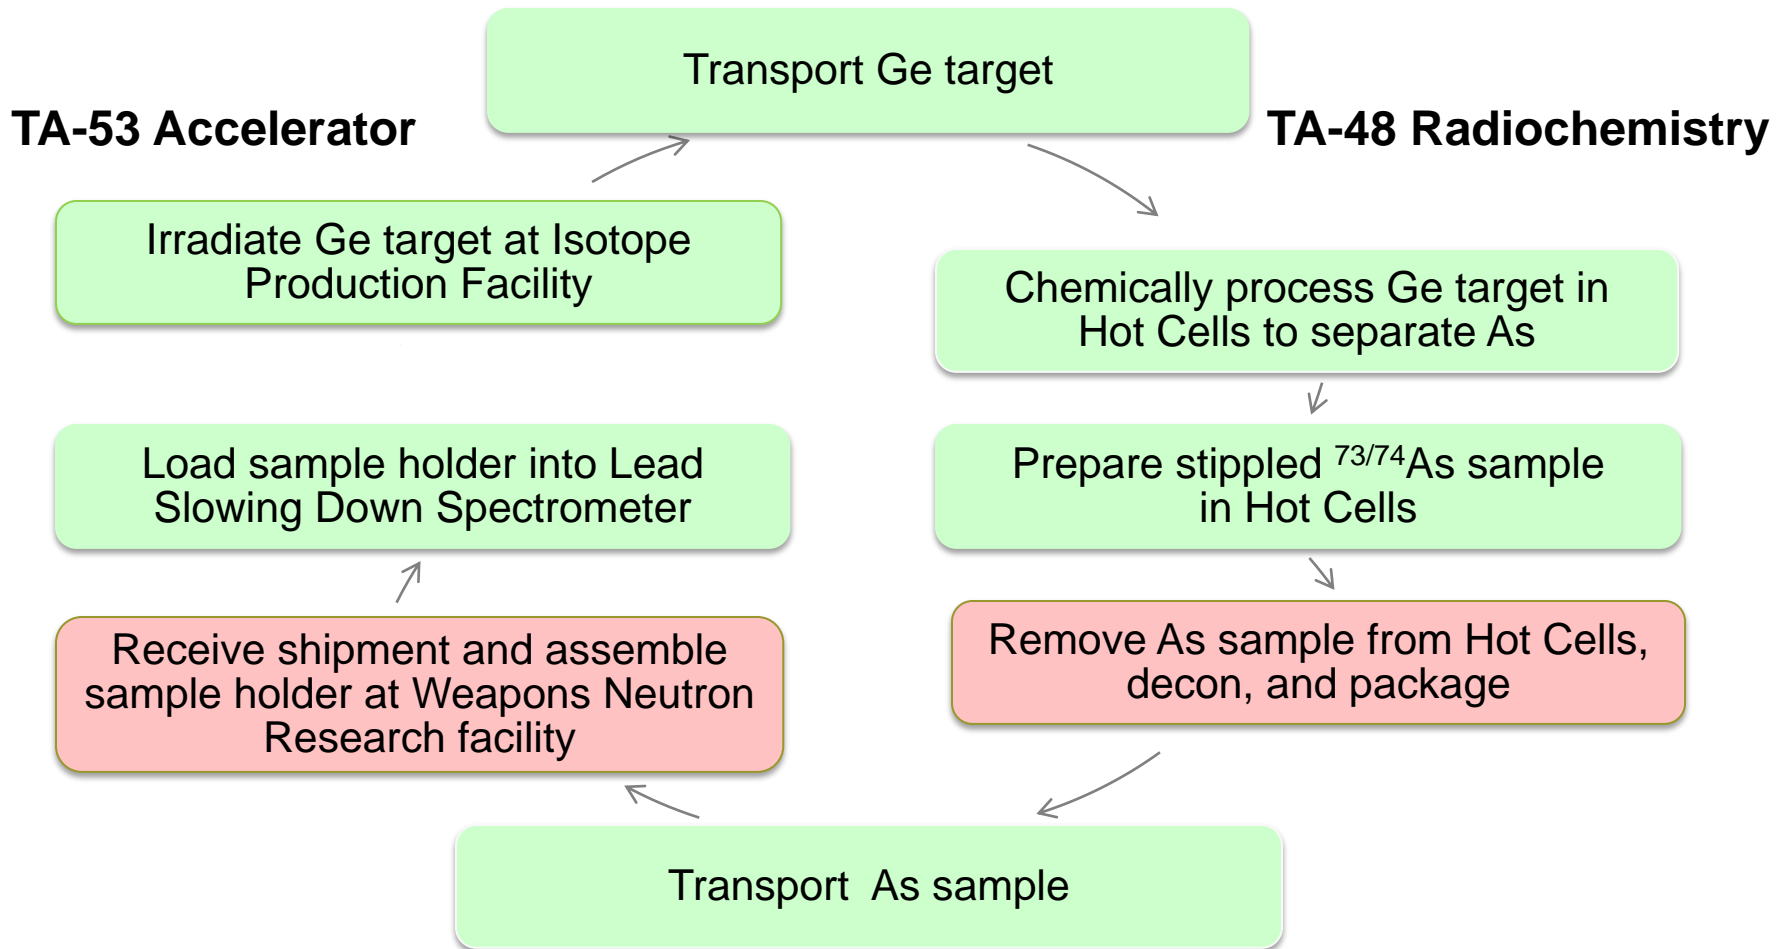 Transport Ge target
TA-53 Accelerator
TA-48 Radiochemistry
Irradiate Ge target at Isotope
Production Facility
Chemically process Ge target in
Hot Cells to separate As
Load sample holder into Lead
Slowing Down Spectrometer
Prepare stippled 73/74As sample
in Hot Cells
Receive shipment and assemble
sample holder at Weapons Neutron
Research facility
Remove As sample from Hot Cells,
decon, and package
Transport As sample